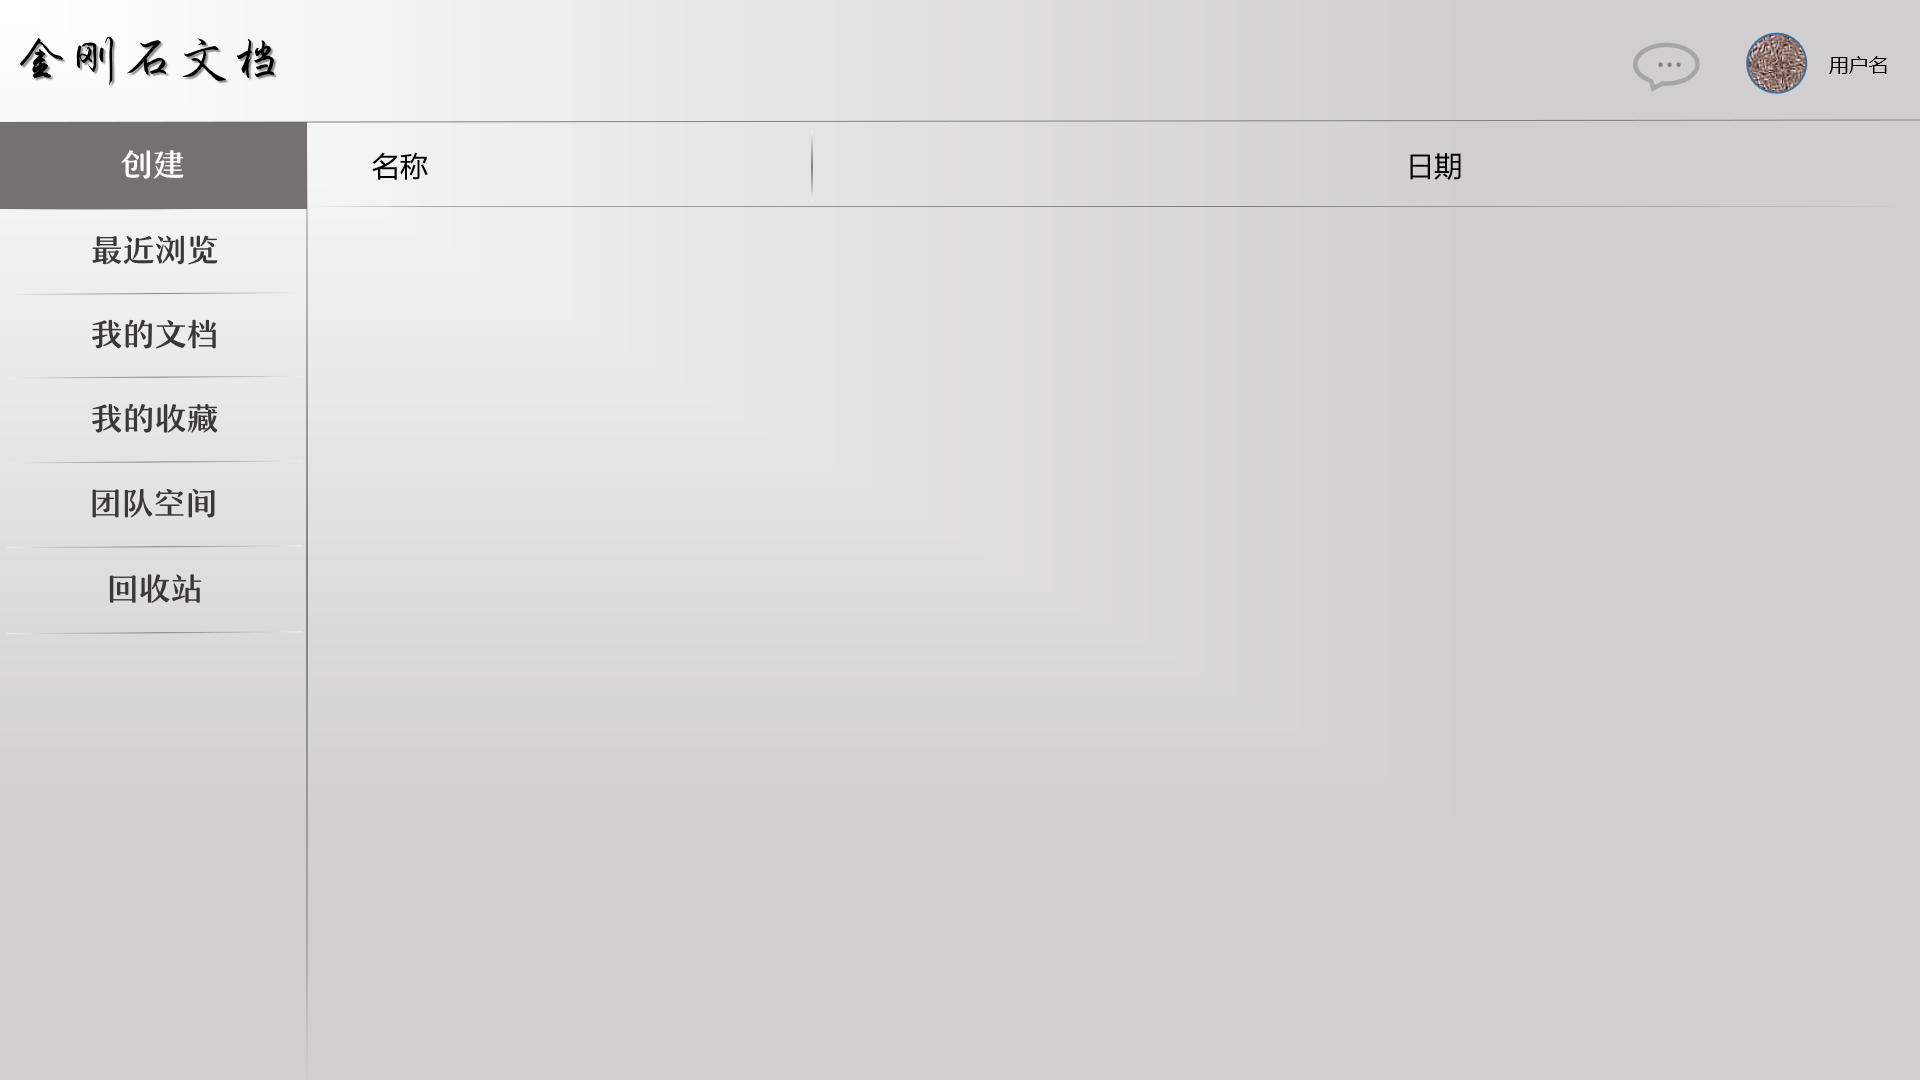 金刚石文档
用户名
创建
名称
日期
最近浏览
我的文档
我的收藏
团队空间
回收站